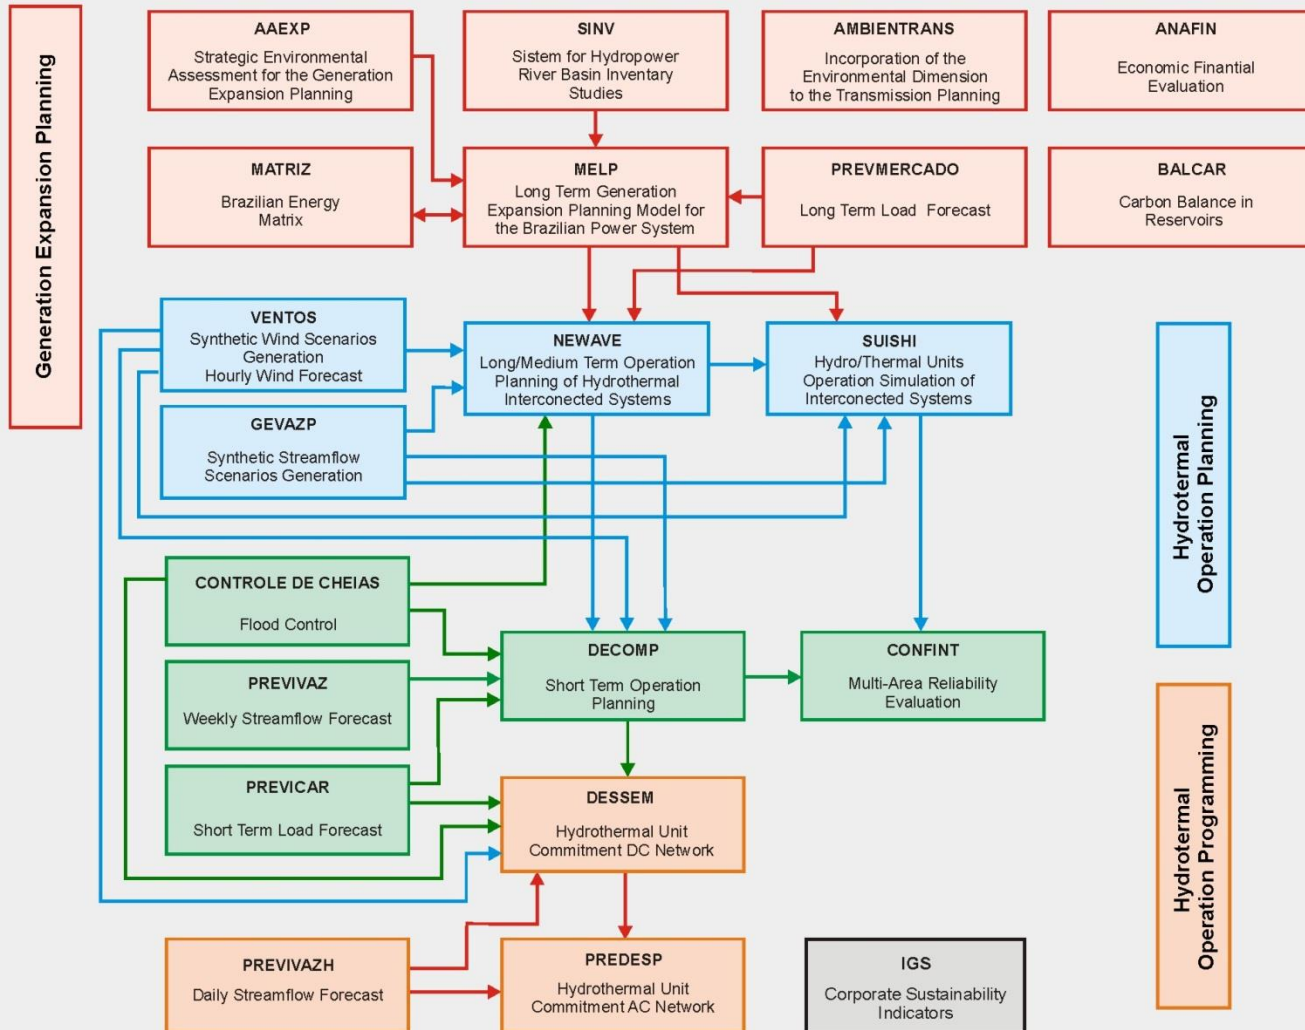 Generation Expansion Planning
AAEXP
Strategic Environmental
Assessment for the Generation
Expansion Planning
SINV
Sistem for Hydropower
River Basin Inventory
Studies
AMBIENTRANS
Incorporation of the
Environmental Dimension
to the Transmission Planning
ANAFIN
Economic Finantial
Evaluation
MATRIZ
Brazilian Energy
Matrix
MELP
Long Term Generation
Expansion Planning Model for
the Brazilian Power System
PREVMERCADO
Long Term Load Forecast
BALCAR
Carbon Balance in
Reservoirs
VENTOS
Synthetic Wind Scenarios
Generation
Hourly Wind Forecast
NEWAVE
Long/Medium Term Operation
Planning of Hydrothermal
Interconnected Systems
SUISHI
Hydro/Thermal Units
Operation Simulation of
Interconected Systems
Hydrotermal
Operation Planning
GEVAZP
Synthetic Streamflow
Scenarios Generation
CONTROLE DE CHEIAS
Flood Control
DECOMP
Short Term Operation
Planning
CONFINT
Multi-Area Reliability
Evaluation
PREVIVAZ
Weekly Streamflow Forecast
PREVICAR
Short Term Load Forecast
DESSEM
Hydrothermal Unit
Commitment DC Network
Hydrotermal
Operation Programming
PREVIVAZH
Daily Streamflow Forecast
PREDESP
Hydrothermal Unit
Commitment AC Network
IGS
Corporate Sustainability
Indicators